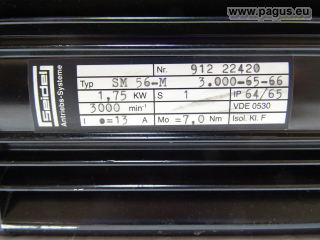 www.pagus.eu
Seidel
Antriebs-Systeme
Nr. 912 22420
Typ SM 56-M 3.000-65-66
1,75 KW S 1 IP 64/65
3000 min⁻¹ VDE 0530
I o=13 A Mo=7,0 Nm Isol. Kl. F